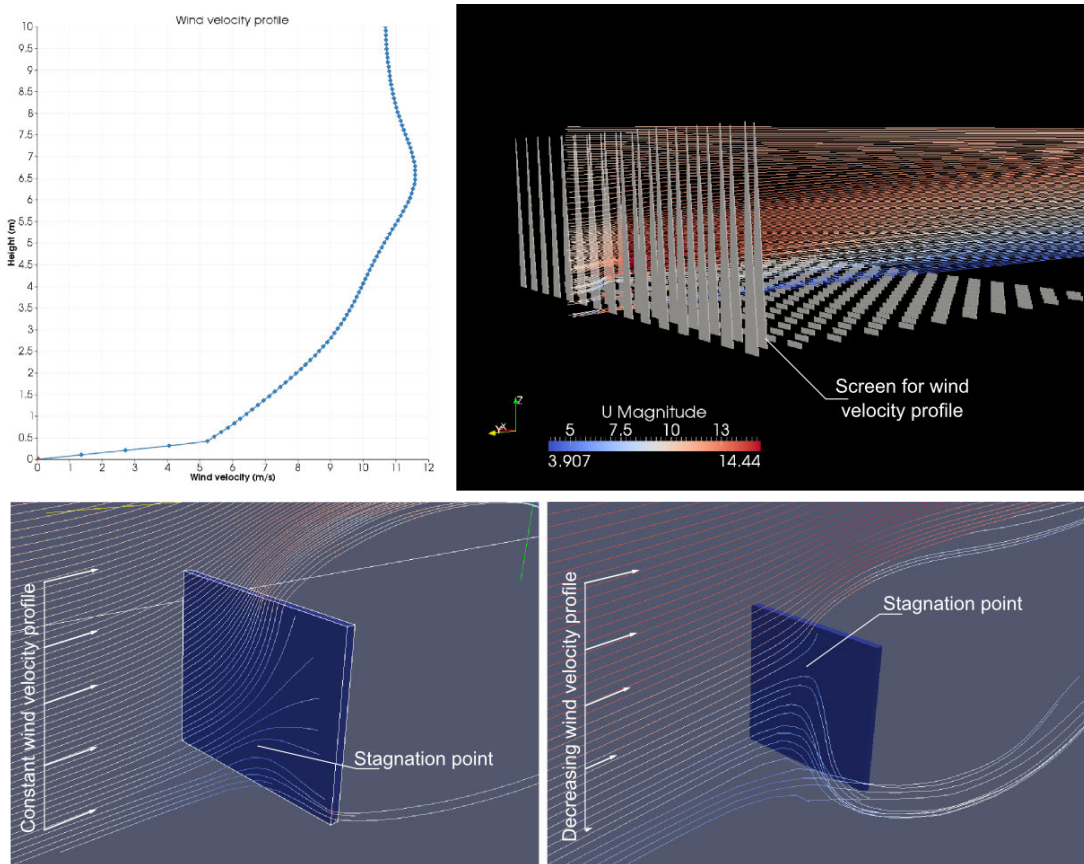 Wind velocity profile
10
9.5
9
8.5
8
7.5
7
6.5
6
5.5
5
4.5
4
3.5
3
2.5
2
1.5
1
0.5
0
Height (m)
0 1 2 3 4 5 6 7 8 9 10 11 12
Wind velocity (m/s)
Screen for wind
velocity profile
Z
Y X
U Magnitude
5 7.5 10 13
3.907 14.44
Constant wind velocity profile
Stagnation point
Decreasing wind velocity profile
Stagnation point